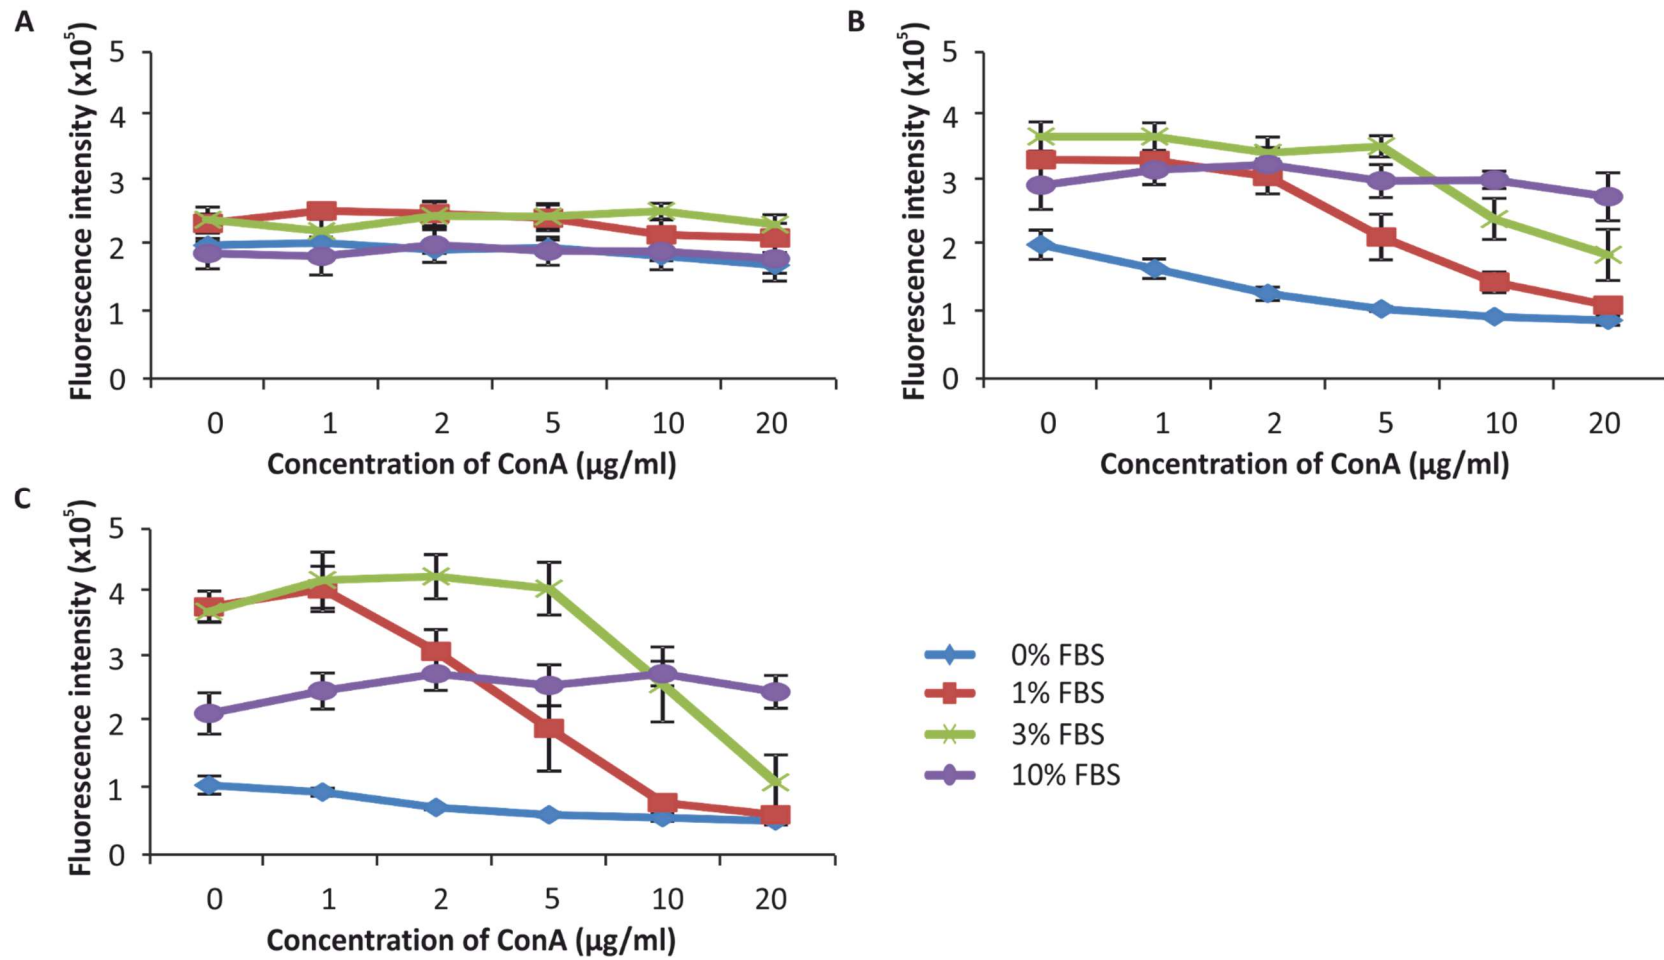 A
Fluorescence intensity (x10⁵)
5
4
3
2
1
0
0 1 2 5 10 20
Concentration of ConA (µg/ml)
B
Fluorescence intensity (x10⁵)
5
4
3
2
1
0
0 1 2 5 10 20
Concentration of ConA (µg/ml)
C
Fluorescence intensity (x10⁵)
5
4
3
2
1
0
0 1 2 5 10 20
Concentration of ConA (µg/ml)
0% FBS
1% FBS
3% FBS
10% FBS